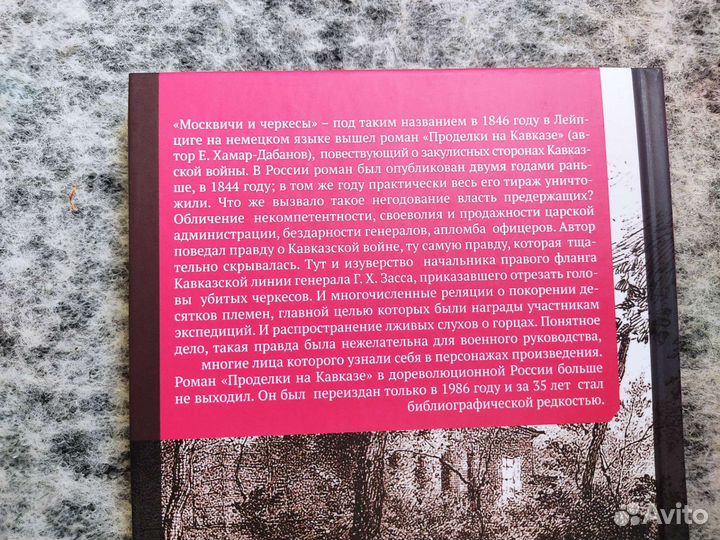 «Москвичи и черкесы» – под таким названием в 1846 году в Лейп-
циге на немецком языке вышел роман «Проделки на Кавказе» (ав-
тор Е. Хамар-Дабанов), повествующий о закулисных сторонах Кавказ-
ской войны. В России роман был опубликован двумя годами рань-
ше, в 1844 году; в том же году практически весь его тираж уничто-
жили. Что же вызвало такое негодование власть предержащих?
Обличение некомпетентности, своеволия и продажности царской
администрации, бездарности генералов, апломба офицеров. Автор
поведал правду о Кавказской войне, ту самую правду, которая тща-
тельно скрывалась. Тут и изуверство начальника правого фланга
Кавказской линии генерала Г. Х. Засса, приказавшего отрезать голо-
вы убитых черкесов. И многочисленные реляции о покорении де-
сятков племен, главной целью которых были награды участникам
экспедиций. И распространение лживых слухов о горцах. Понятное
дело, такая правда была нежелательна для военного руководства,
многие лица которого узнали себя в персонажах произведения.
Роман «Проделки на Кавказе» в дореволюционной России больше
не выходил. Он был переиздан только в 1986 году и за 35 лет стал
библиографической редкостью.
Avito